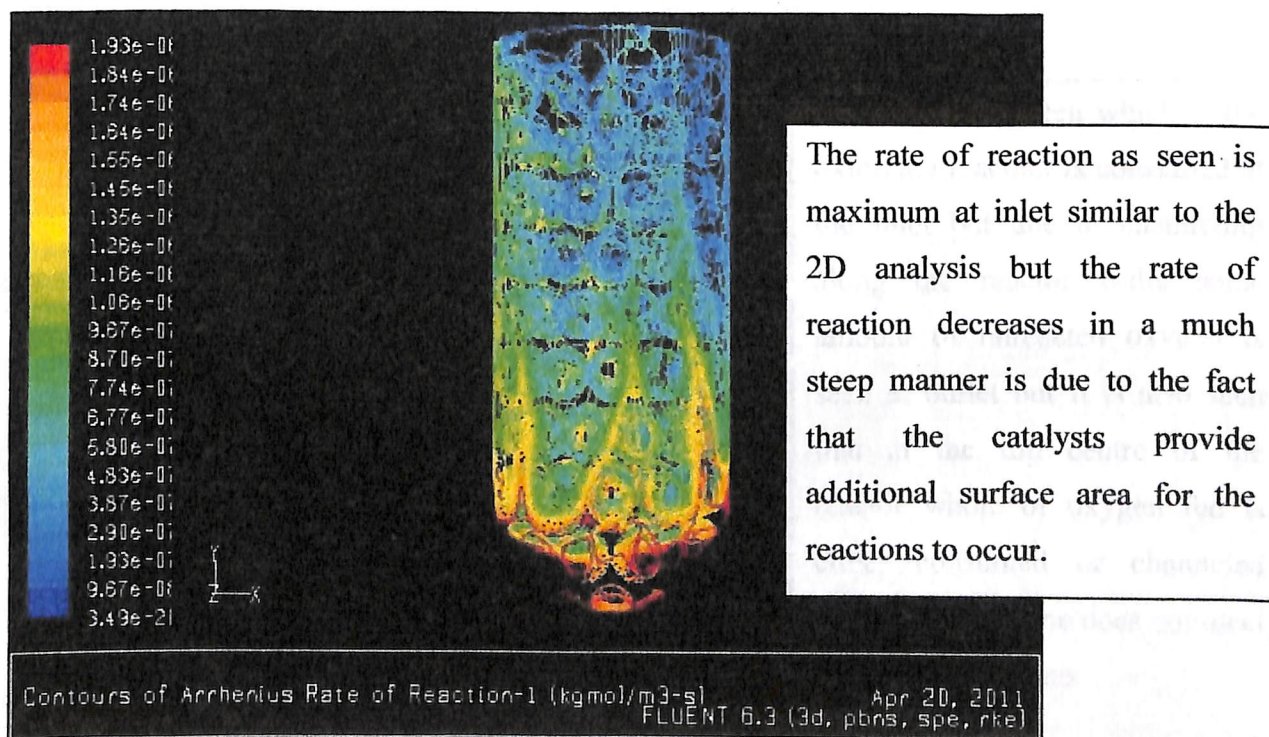 1.93e-06
1.84e-06
1.74e-06
1.64e-06
1.55e-06
1.45e-06
1.35e-06
1.26e-06
1.16e-06
1.06e-06
9.67e-07
8.70e-07
7.74e-07
6.77e-07
5.80e-07
4.83e-07
3.87e-07
2.90e-07
1.93e-07
9.67e-08
Y
Z X
The rate of reaction as seen is
maximum at inlet similar to the
2D analysis but the rate of
reaction decreases in a much
steep manner is due to the fact
that the catalysts provide
additional surface area for the
reactions to occur.
Contours of Arrhenius Rate of Reaction-1 (kgmol/m3-s) Apr 20, 2011
FLUENT 6.3 (3d, pbns, spe, rke)